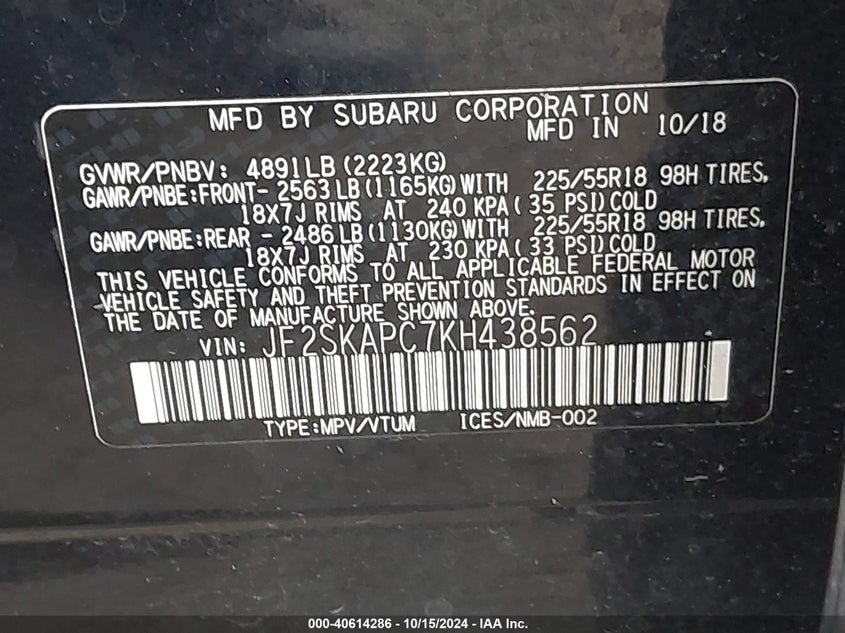 MFD BY SUBARU CORPORATION
MFD IN 10/18
GVWR/PNBV: 4891LB (2223KG)
GAWR/PNBE:FRONT- 2563LB (1165KG) WITH 225/55R18 98H TIRES,
18X7J RIMS AT 240 KPA( 35 PSI) COLD
GAWR/PNBE:REAR - 2486LB (1130KG) WITH 225/55R18 98H TIRES,
18X7J RIMS AT 230 KPA( 33 PSI) COLD
THIS VEHICLE CONFORMS TO ALL APPLICABLE FEDERAL MOTOR
VEHICLE SAFETY AND THEFT PREVENTION STANDARDS IN EFFECT ON
THE DATE OF MANUFACTURE SHOWN ABOVE.
VIN: JF2SKAPC7KH438562
TYPE:MPV/VTUM ICES/NMB-002
000-40614286 - 10/15/2024 - IAA Inc.